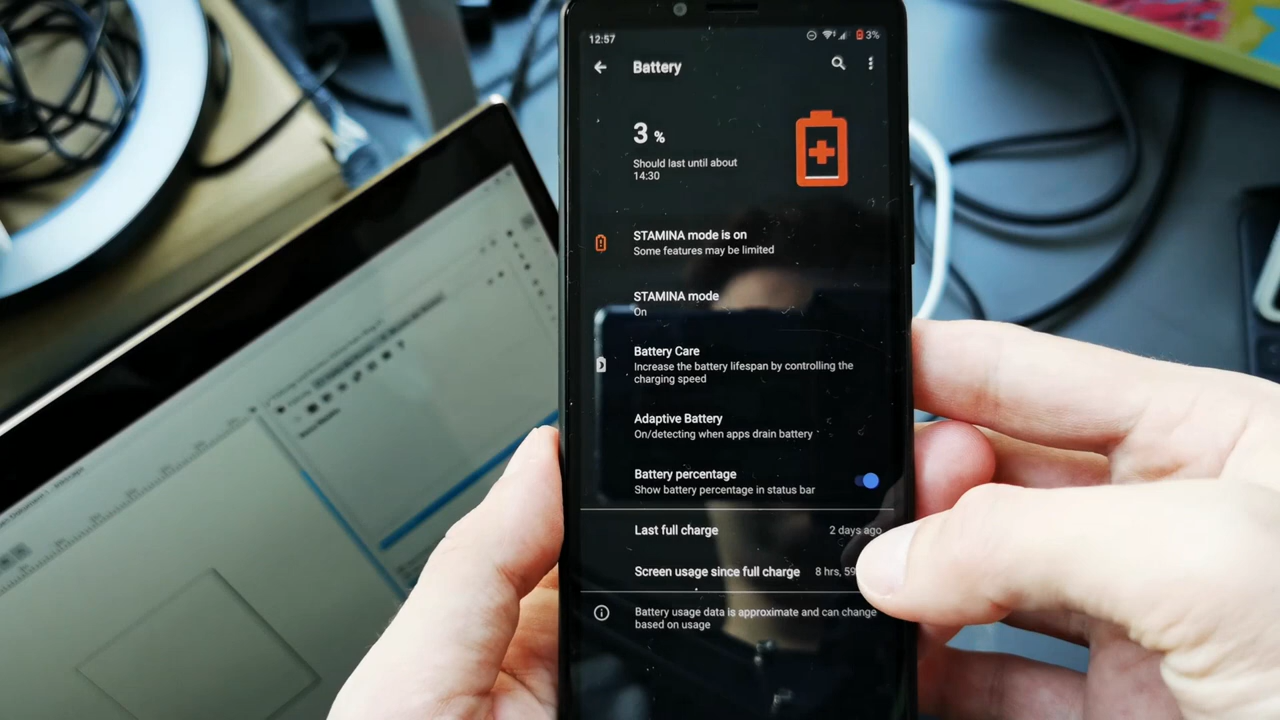 12:57
3%
Battery
3 %
Should last until about
14:30
STAMINA mode is on
Some features may be limited
STAMINA mode
On
Battery Care
Increase the battery lifespan by controlling the
charging speed
Adaptive Battery
On/detecting when apps drain battery
Battery percentage
Show battery percentage in status bar
Last full charge 2 days ago
Screen usage since full charge 8 hrs, 59
Battery usage data is approximate and can change
based on usage